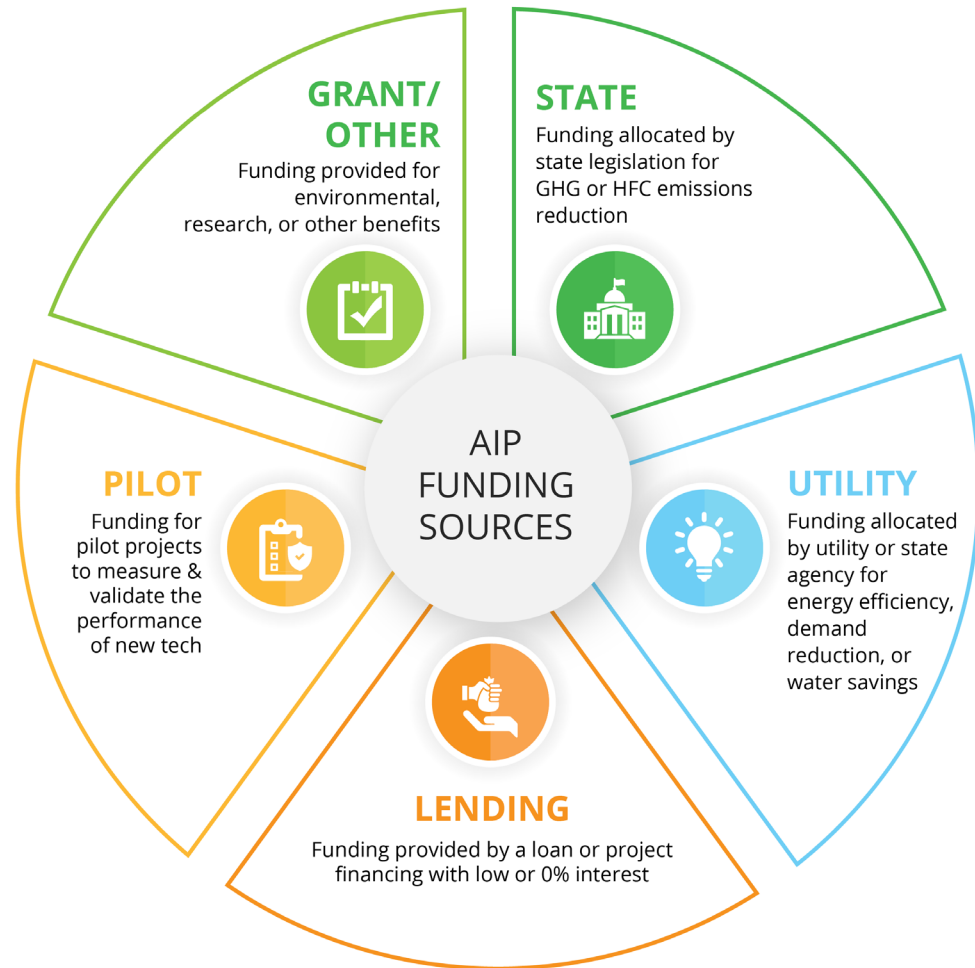 GRANT/
OTHER
Funding provided for
environmental,
research, or other benefits
STATE
Funding allocated by
state legislation for
GHG or HFC emissions
reduction
AIP
FUNDING
SOURCES
PILOT
Funding for
pilot projects
to measure &
validate the
performance
of new tech
UTILITY
Funding allocated
by utility or state
agency for
energy efficiency,
demand
reduction, or
water savings
LENDING
Funding provided by a loan or project
financing with low or 0% interest